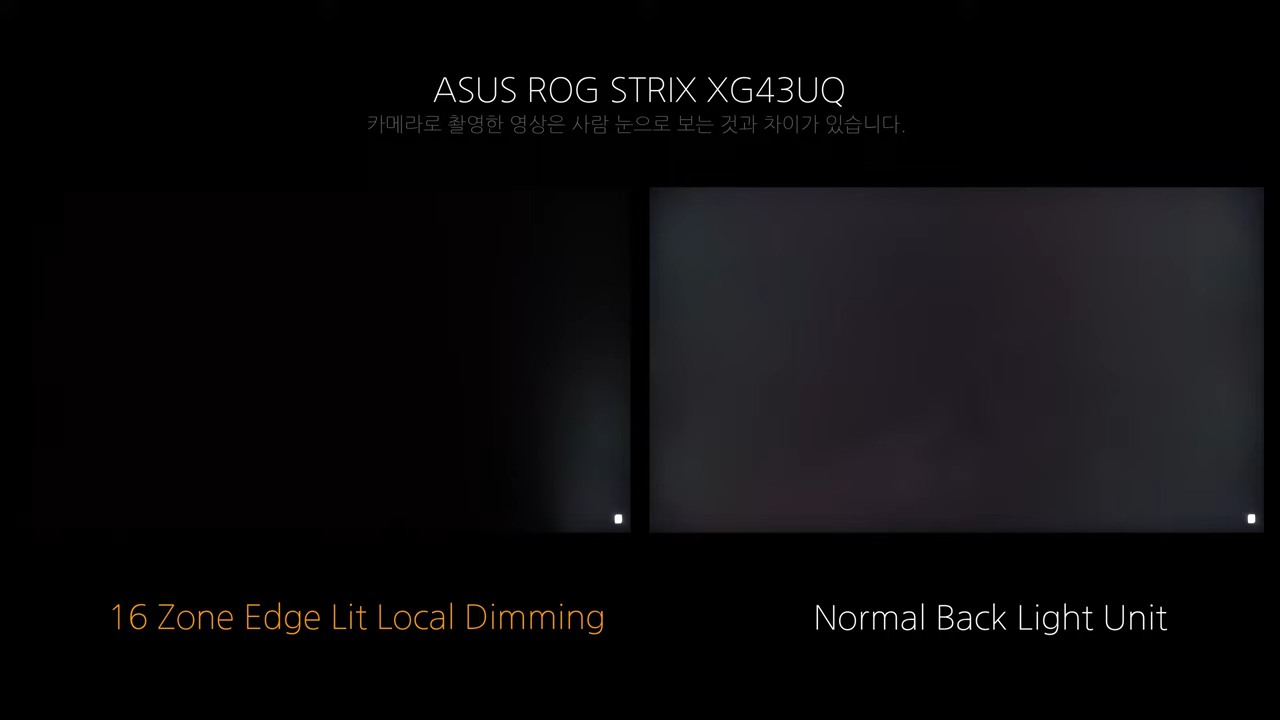 ASUS ROG STRIX XG43UQ
카메라로 촬영한 영상은 사람 눈으로 보는 것과 차이가 있습니다.
16 Zone Edge Lit Local Dimming
Normal Back Light Unit